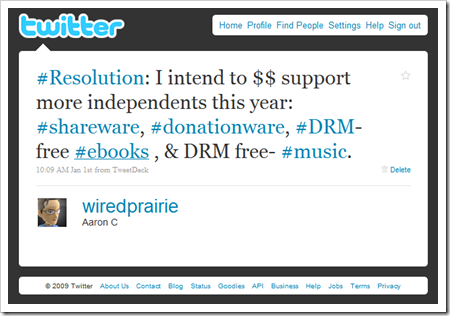 twitter
Home Profile Find People Settings Help Sign out
#Resolution: I intend to $$ support
more independents this year:
#shareware, #donationware, #DRM-
free #ebooks , & DRM free- #music.
10:09 AM Jan 1st from TweetDeck
Delete
wiredprairie
Aaron C
© 2009 Twitter About Us Contact Blog Status Goodies API Business Help Jobs Terms Privacy